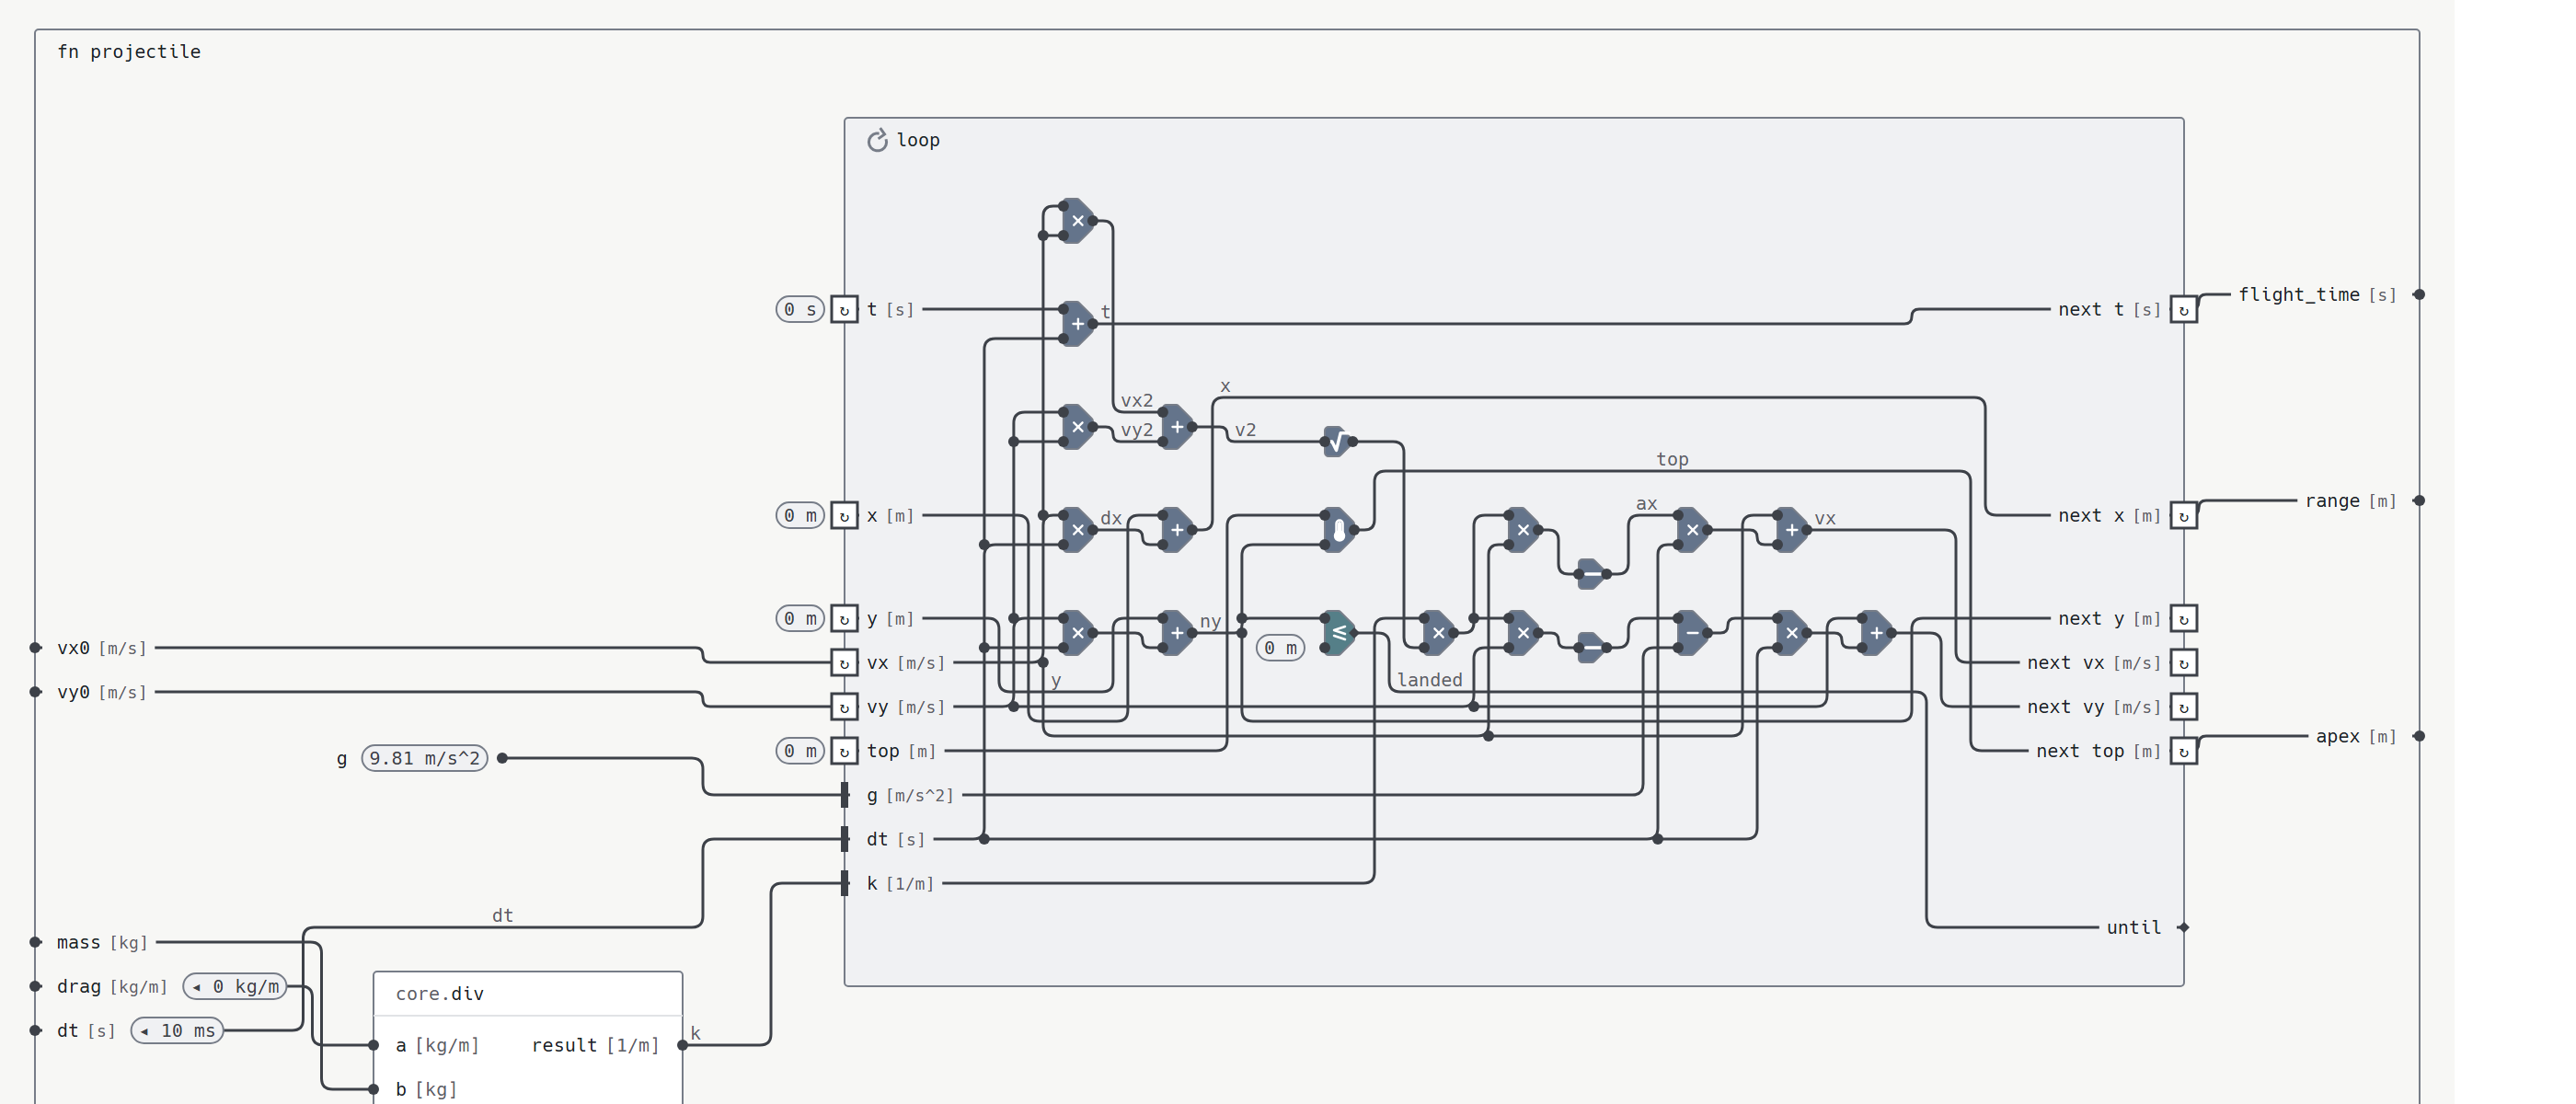 fn projectile
loop
0 s ↻ t [s]
t
next t [s] ↻
flight_time [s]
x
vx2
vy2
v2
top
0 m ↻ x [m]
dx
ax
vx
next x [m] ↻
range [m]
0 m ↻ y [m]
ny
0 m
≤
next y [m] ↻
vx0 [m/s]
↻ vx [m/s]
next vx [m/s] ↻
y
landed
vy0 [m/s]
↻ vy [m/s]
next vy [m/s] ↻
0 m ↻ top [m]
next top [m] ↻
apex [m]
g 9.81 m/s^2
g [m/s^2]
dt [s]
k [1/m]
dt
until
mass [kg]
drag [kg/m] ◂ 0 kg/m
dt [s] ◂ 10 ms
core.div
a [kg/m]
result [1/m]
k
b [kg]